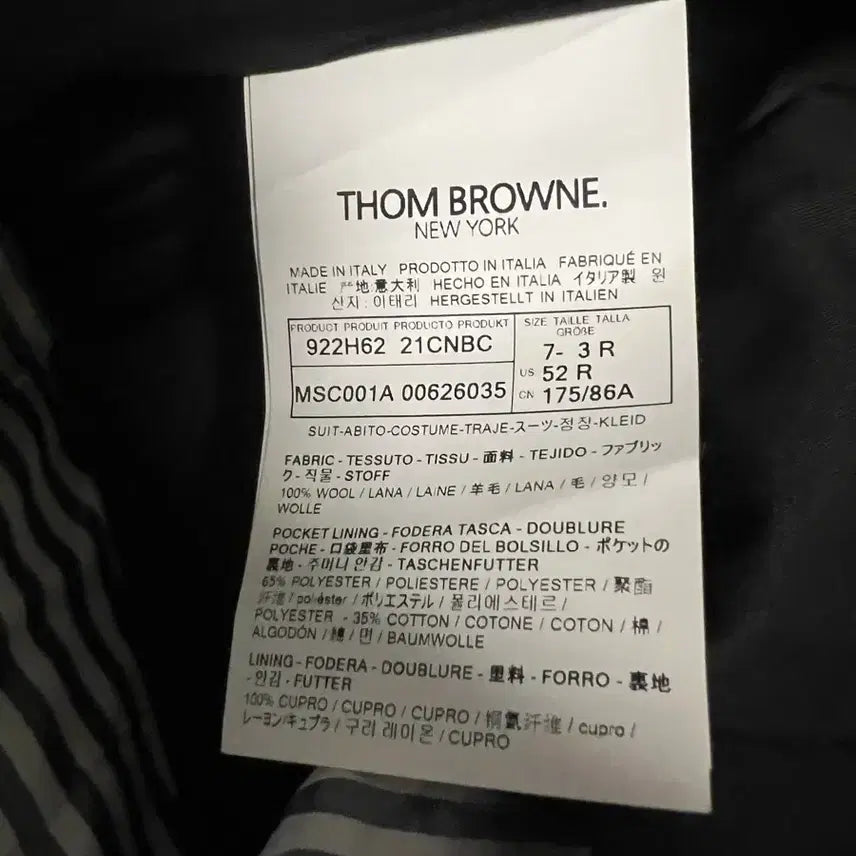 THOM BROWNE.
NEW YORK
MADE IN ITALY PRODOTTO IN ITALIA FABRIQUÉ EN
ITALIE 产地:意大利 HECHO EN ITALIA イタリア製 원
산지:이태리 HERGESTELLT IN ITALIEN
PRODUCT PRODUIT PRODUCTO PRODUKT
922H62 21CNBC
MSC001A 00626035
SIZE TAILLE TALLA
GRÖßE
7- 3 R
US 52 R
CN 175/86A
SUIT-ABITO-COSTUME-TRAJE-スーツ-정장-KLEID
FABRIC - TESSUTO - TISSU - 面料 - TEJIDO - ファブリッ
ク - 직물 - STOFF
100% WOOL / LANA / LAINE / 羊毛 / LANA / 毛 / 양모 /
WOLLE
POCKET LINING - FODERA TASCA - DOUBLURE
POCHE - 口袋里布 - FORRO DEL BOLSILLO - ポケットの
裏地 - 주머니 안감 - TASCHENFUTTER
65% POLYESTER / POLIESTERE / POLYESTER / 聚酯
纤维 / poliéster / ポリエステル / 폴리에스테르 /
POLYESTER - 35% COTTON / COTONE / COTON / 棉 /
ALGODÓN / 綿 / 면 / BAUMWOLLE
LINING - FODERA - DOUBLURE - 里料 - FORRO - 裏地
- 안감 - FUTTER
100% CUPRO / CUPRO / CUPRO / 铜氨纤维 / cupro /
レーヨン/キュプラ / 구리 레이온 / CUPRO